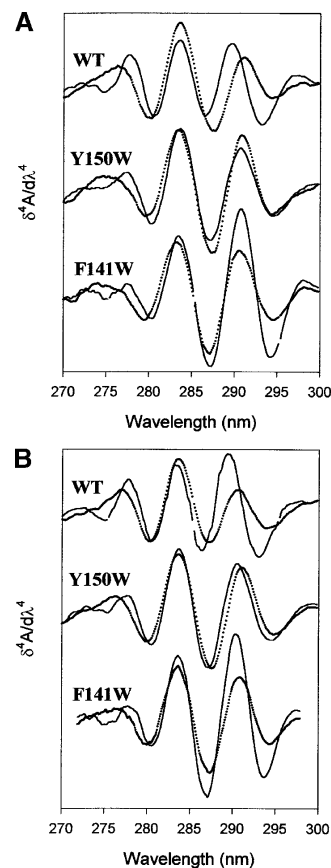 A
WT
Y150W
F141W
δ⁴A/dλ⁴
270 275 280 285 290 295 300
Wavelength (nm)
B
WT
Y150W
F141W
δ⁴A/dλ⁴
270 275 280 285 290 295 300
Wavelength (nm)